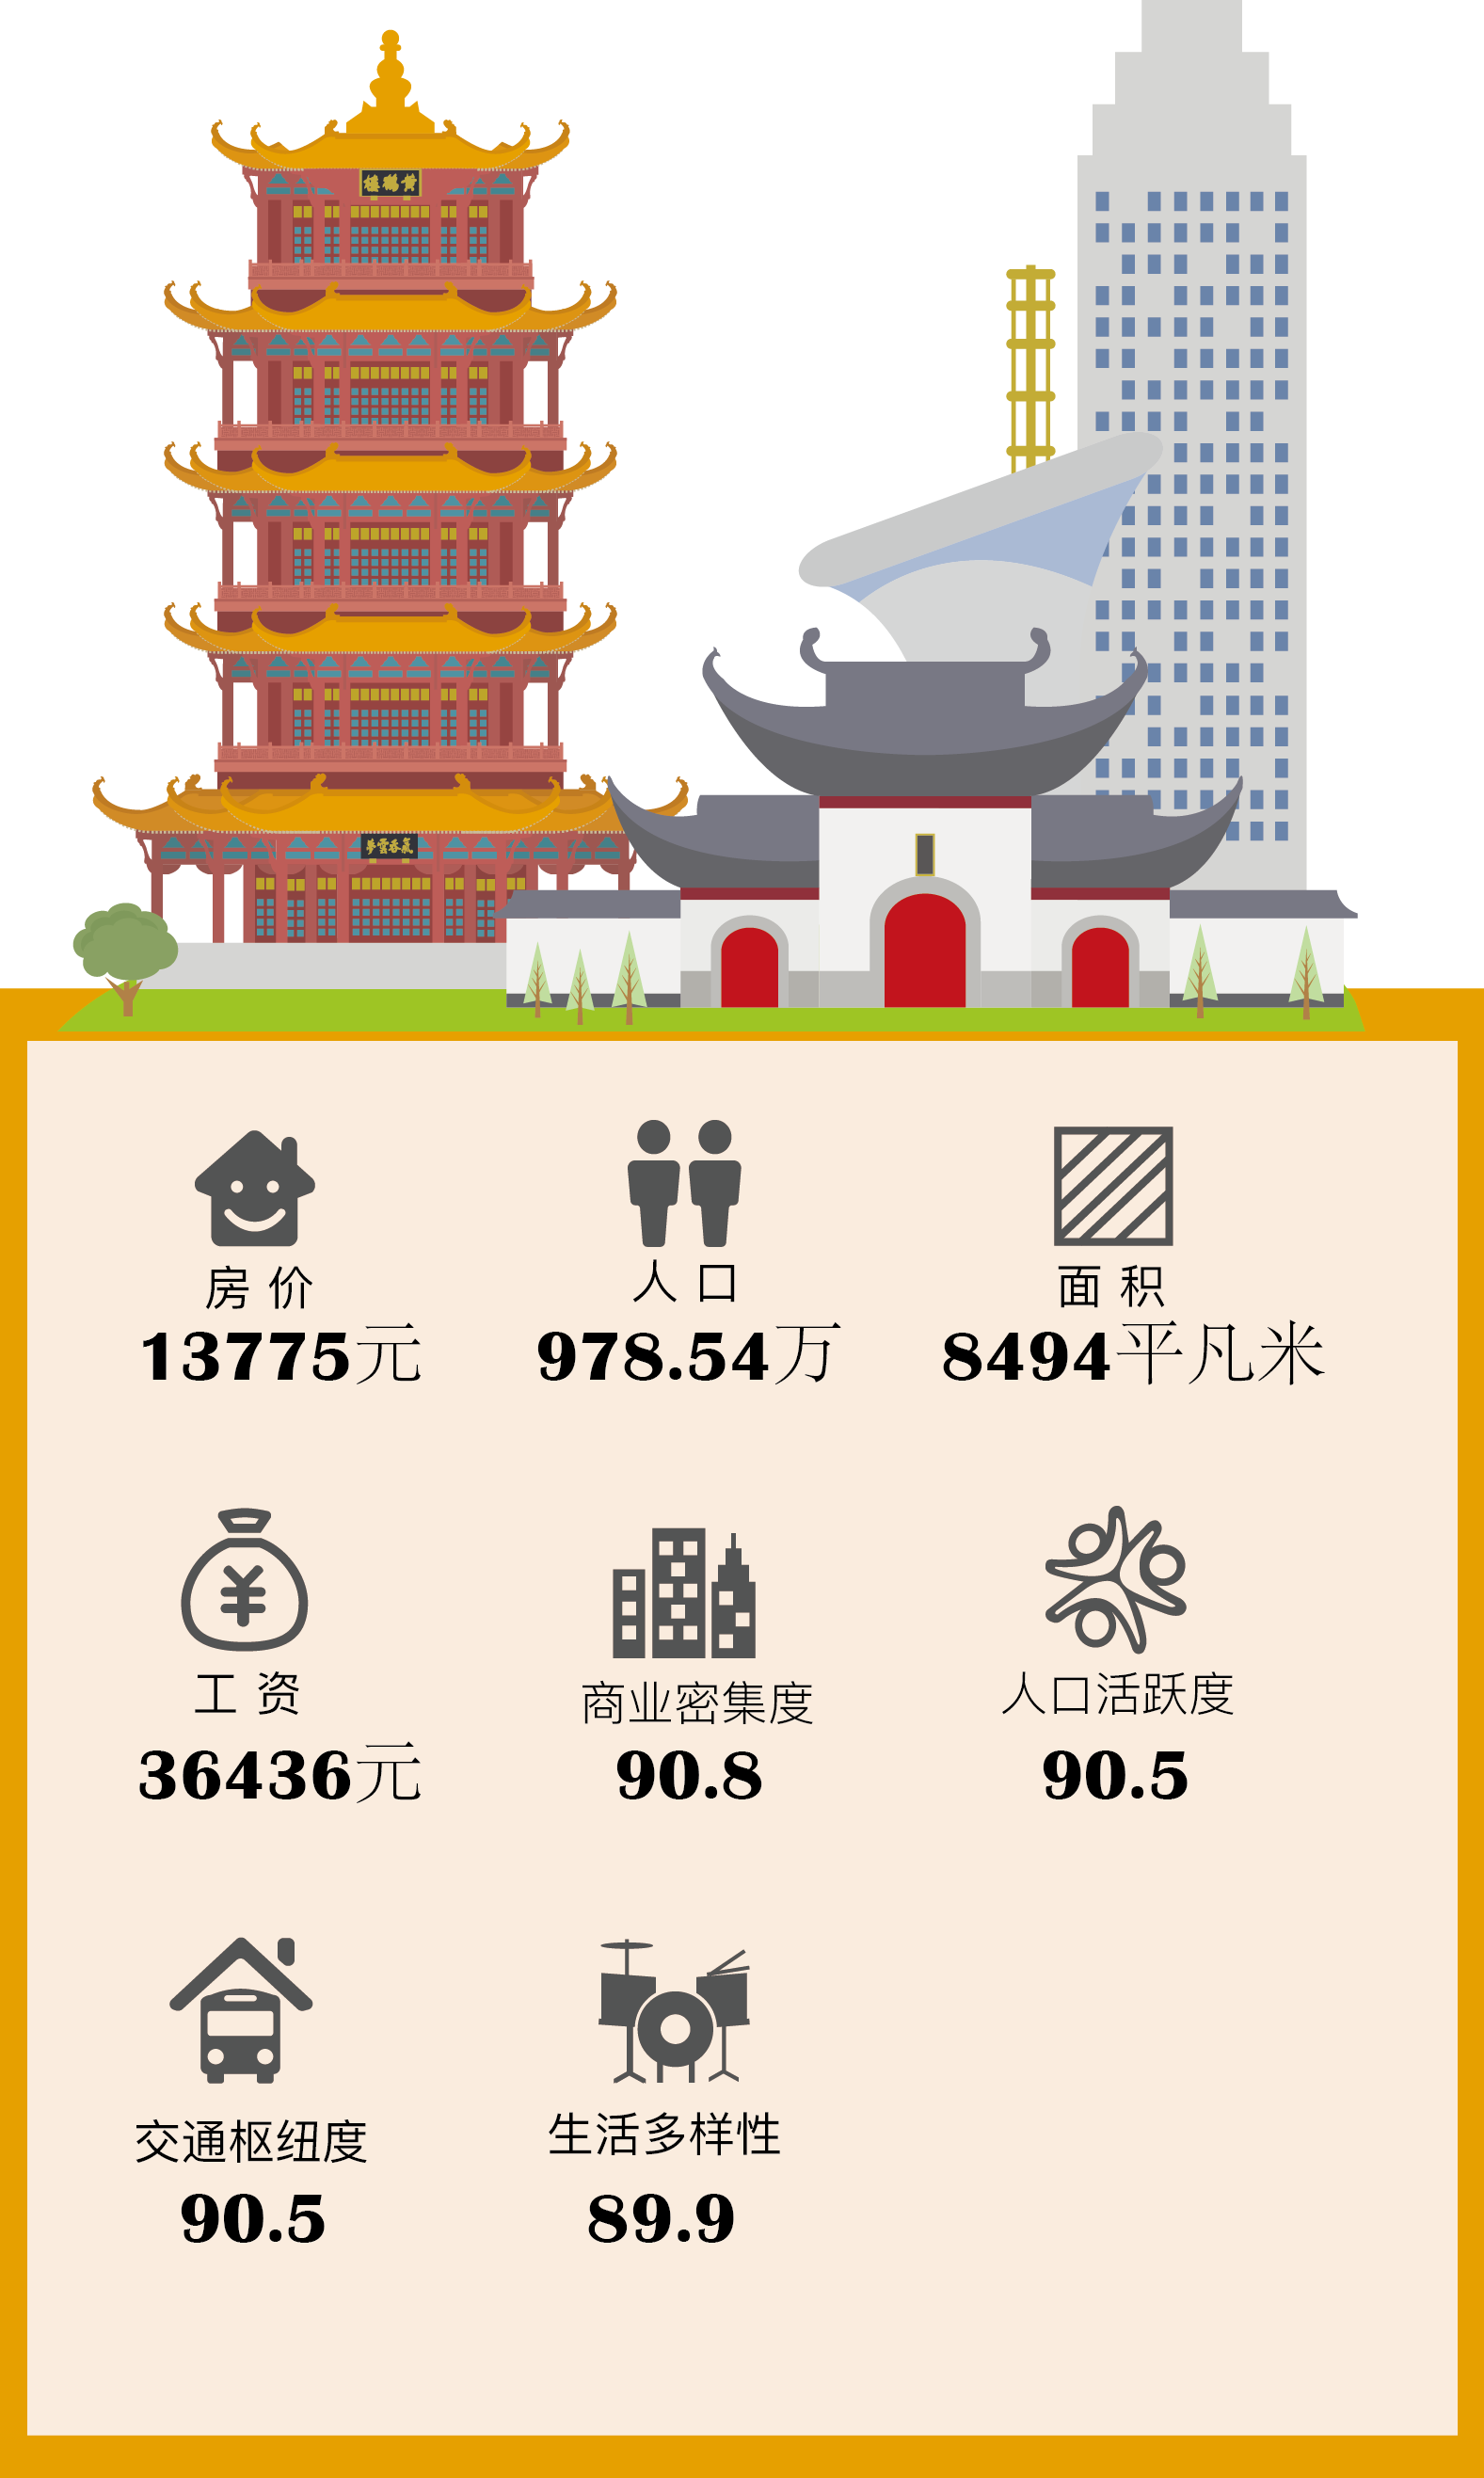 黄鹤楼
氣吞雲夢
房价
人口
面积
13775元
978.54万
8494平凡米
工资
商业密集度
人口活跃度
36436元
90.8
90.5
交通枢纽度
生活多样性
90.5
89.9